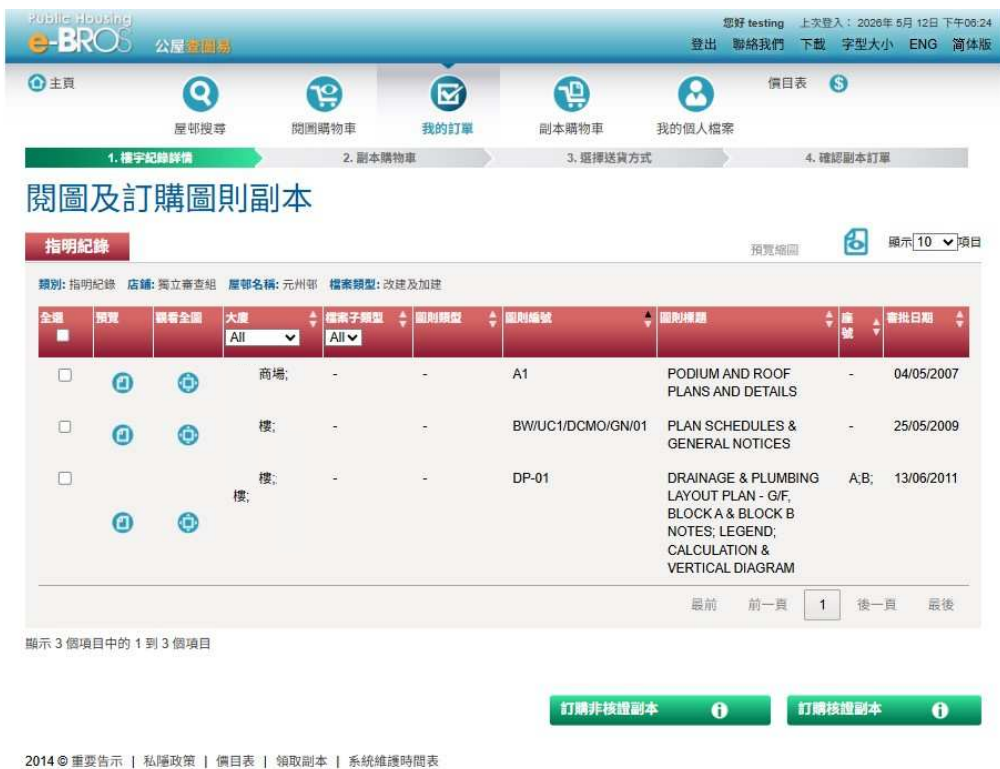 Public Housing
e-BROS 公屋查圖易
您好 testing 上次登入： 2026年 5月 12日 下午06:24
登出 聯絡我們 下載 字型大小 ENG 简体版
主頁 屋邨搜尋 閱圖購物車 我的訂單 副本購物車 我的個人檔案 價目表
1. 樓宇紀錄詳情 2. 副本購物車 3. 選擇送貨方式 4. 確認副本訂單
閱圖及訂購圖則副本
指明紀錄 預覽縮圖 顯示 10 項目
類別: 指明紀錄 店鋪: 獨立審查組 屋邨名稱: 元州邨 檔案類型: 改建及加建
全選 預覽 觀看全圖 大廈 檔案子類型 圖則類型 圖則編號 圖則標題 座號 審批日期
All All
商場; - - A1 PODIUM AND ROOF PLANS AND DETAILS - 04/05/2007
樓; - - BW/UC1/DCMO/GN/01 PLAN SCHEDULES & GENERAL NOTICES - 25/05/2009
樓; - - DP-01 DRAINAGE & PLUMBING A;B; 13/06/2011
樓; LAYOUT PLAN - G/F,
BLOCK A & BLOCK B
NOTES; LEGEND;
CALCULATION &
VERTICAL DIAGRAM
最前 前一頁 1 後一頁 最後
顯示 3 個項目中的 1 到 3 個項目
訂購非核證副本 訂購核證副本
2014 © 重要告示 | 私隱政策 | 價目表 | 領取副本 | 系統維護時間表